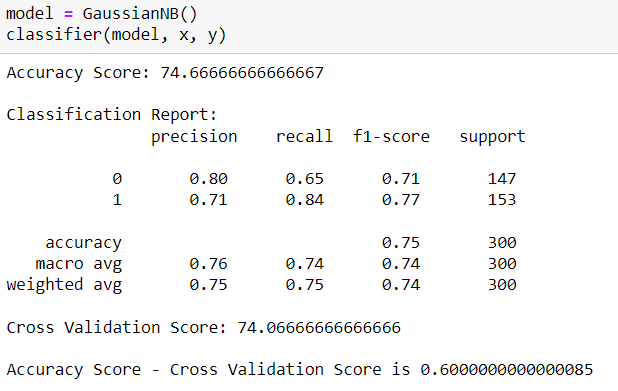 model = GaussianNB()
classifier(model, x, y)
Accuracy Score: 74.66666666666667
Classification Report:
precision recall f1-score support
0 0.80 0.65 0.71 147
1 0.71 0.84 0.77 153
accuracy 0.75 300
macro avg 0.76 0.74 0.74 300
weighted avg 0.75 0.75 0.74 300
Cross Validation Score: 74.06666666666666
Accuracy Score - Cross Validation Score is 0.6000000000000085